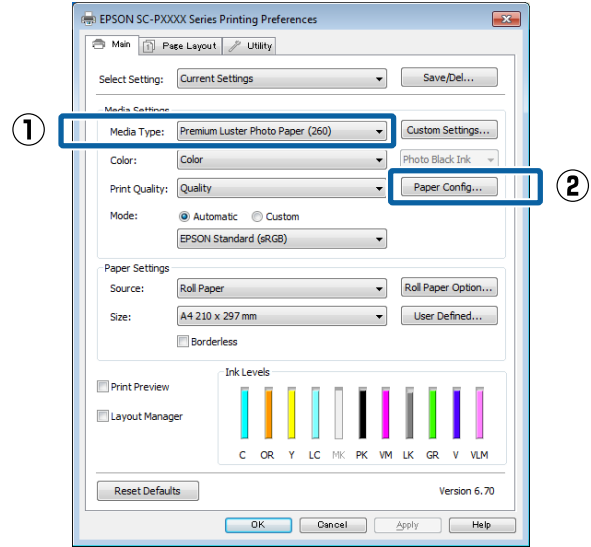 EPSON SC-PXXXX Series Printing Preferences
Main Page Layout Utility
Select Setting: Current Settings Save/Del...
Media Settings
① Media Type: Premium Luster Photo Paper (260) Custom Settings...
Color: Color Photo Black Ink
Print Quality: Quality Paper Config... ②
Mode: Automatic Custom
EPSON Standard (sRGB)
Paper Settings
Source: Roll Paper Roll Paper Option...
Size: A4 210 x 297 mm User Defined...
Borderless
Ink Levels
Print Preview
Layout Manager
C OR Y LC MK PK VM LK GR V VLM
Reset Defaults Version 6.70
OK Cancel Apply Help